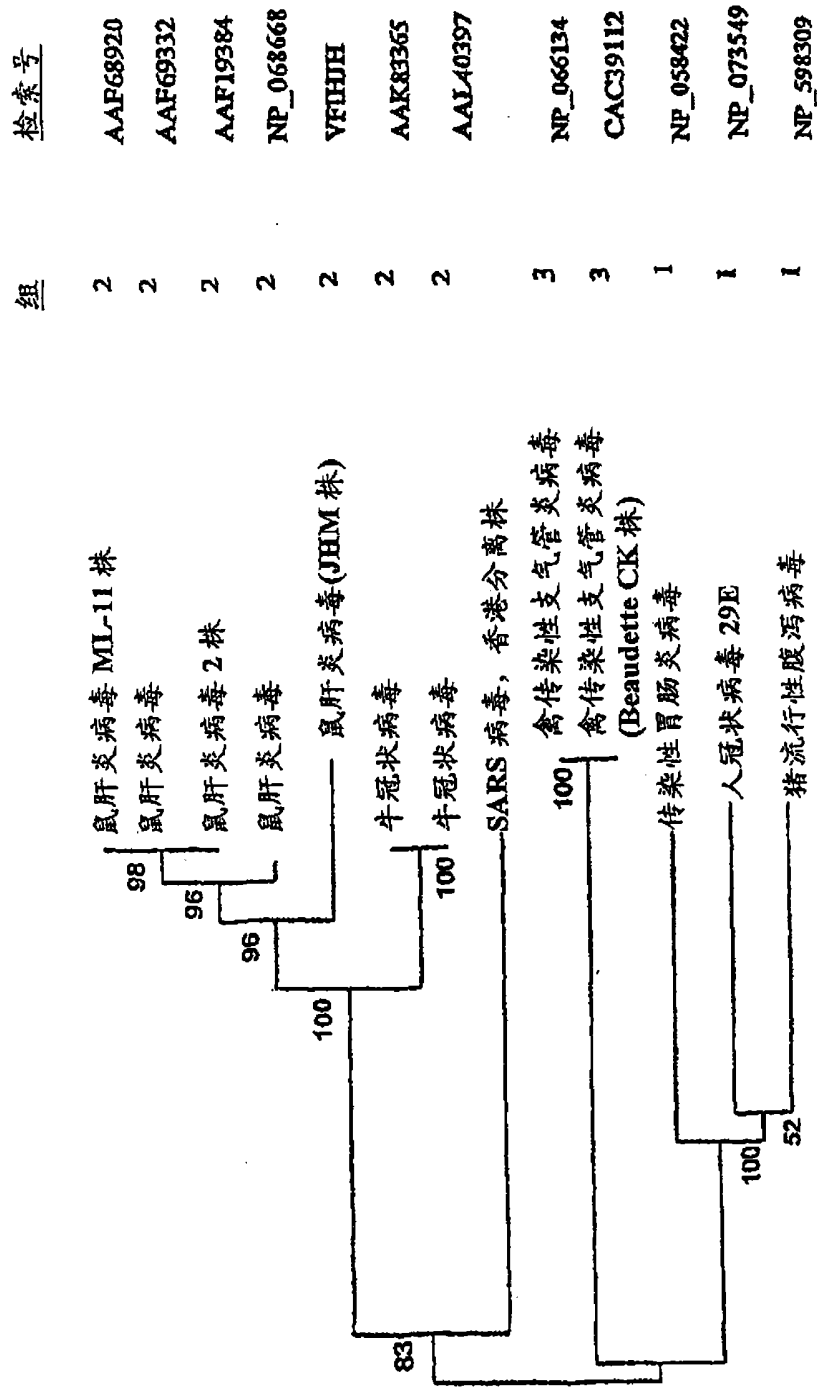 组 检索号
鼠肝炎病毒 ML-11 株 2 AAF68920
鼠肝炎病毒 2 AAF69332
鼠肝炎病毒 2 株 2 AAF19384
鼠肝炎病毒 2 NP_068668
鼠肝炎病毒(JHM 株) 2 VFIHJH
牛冠状病毒 2 AAK83365
牛冠状病毒 2 AAL40397
SARS 病毒，香港分离株
禽传染性支气管炎病毒 3 NP_066134
禽传染性支气管炎病毒 3 CAC39112
(Beaudette CK 株)
传染性胃肠炎病毒 1 NP_058422
人冠状病毒 29E 1 NP_073549
猪流行性腹泻病毒 1 NP_598309
98
96
96
100
100
83
100
100
52